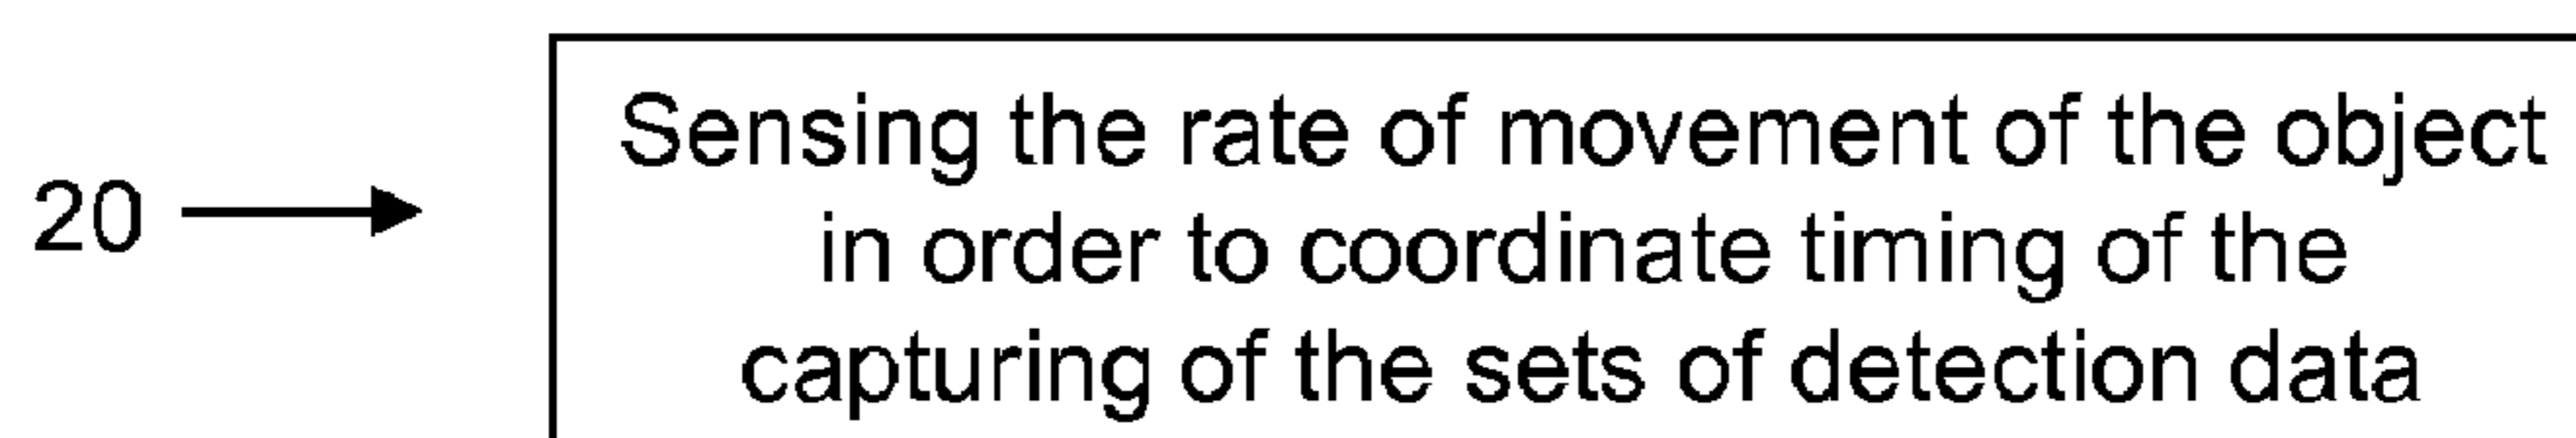 Sensing the rate of movement of the object
20
in order to coordinate timing of the
capturing of the sets of detection data